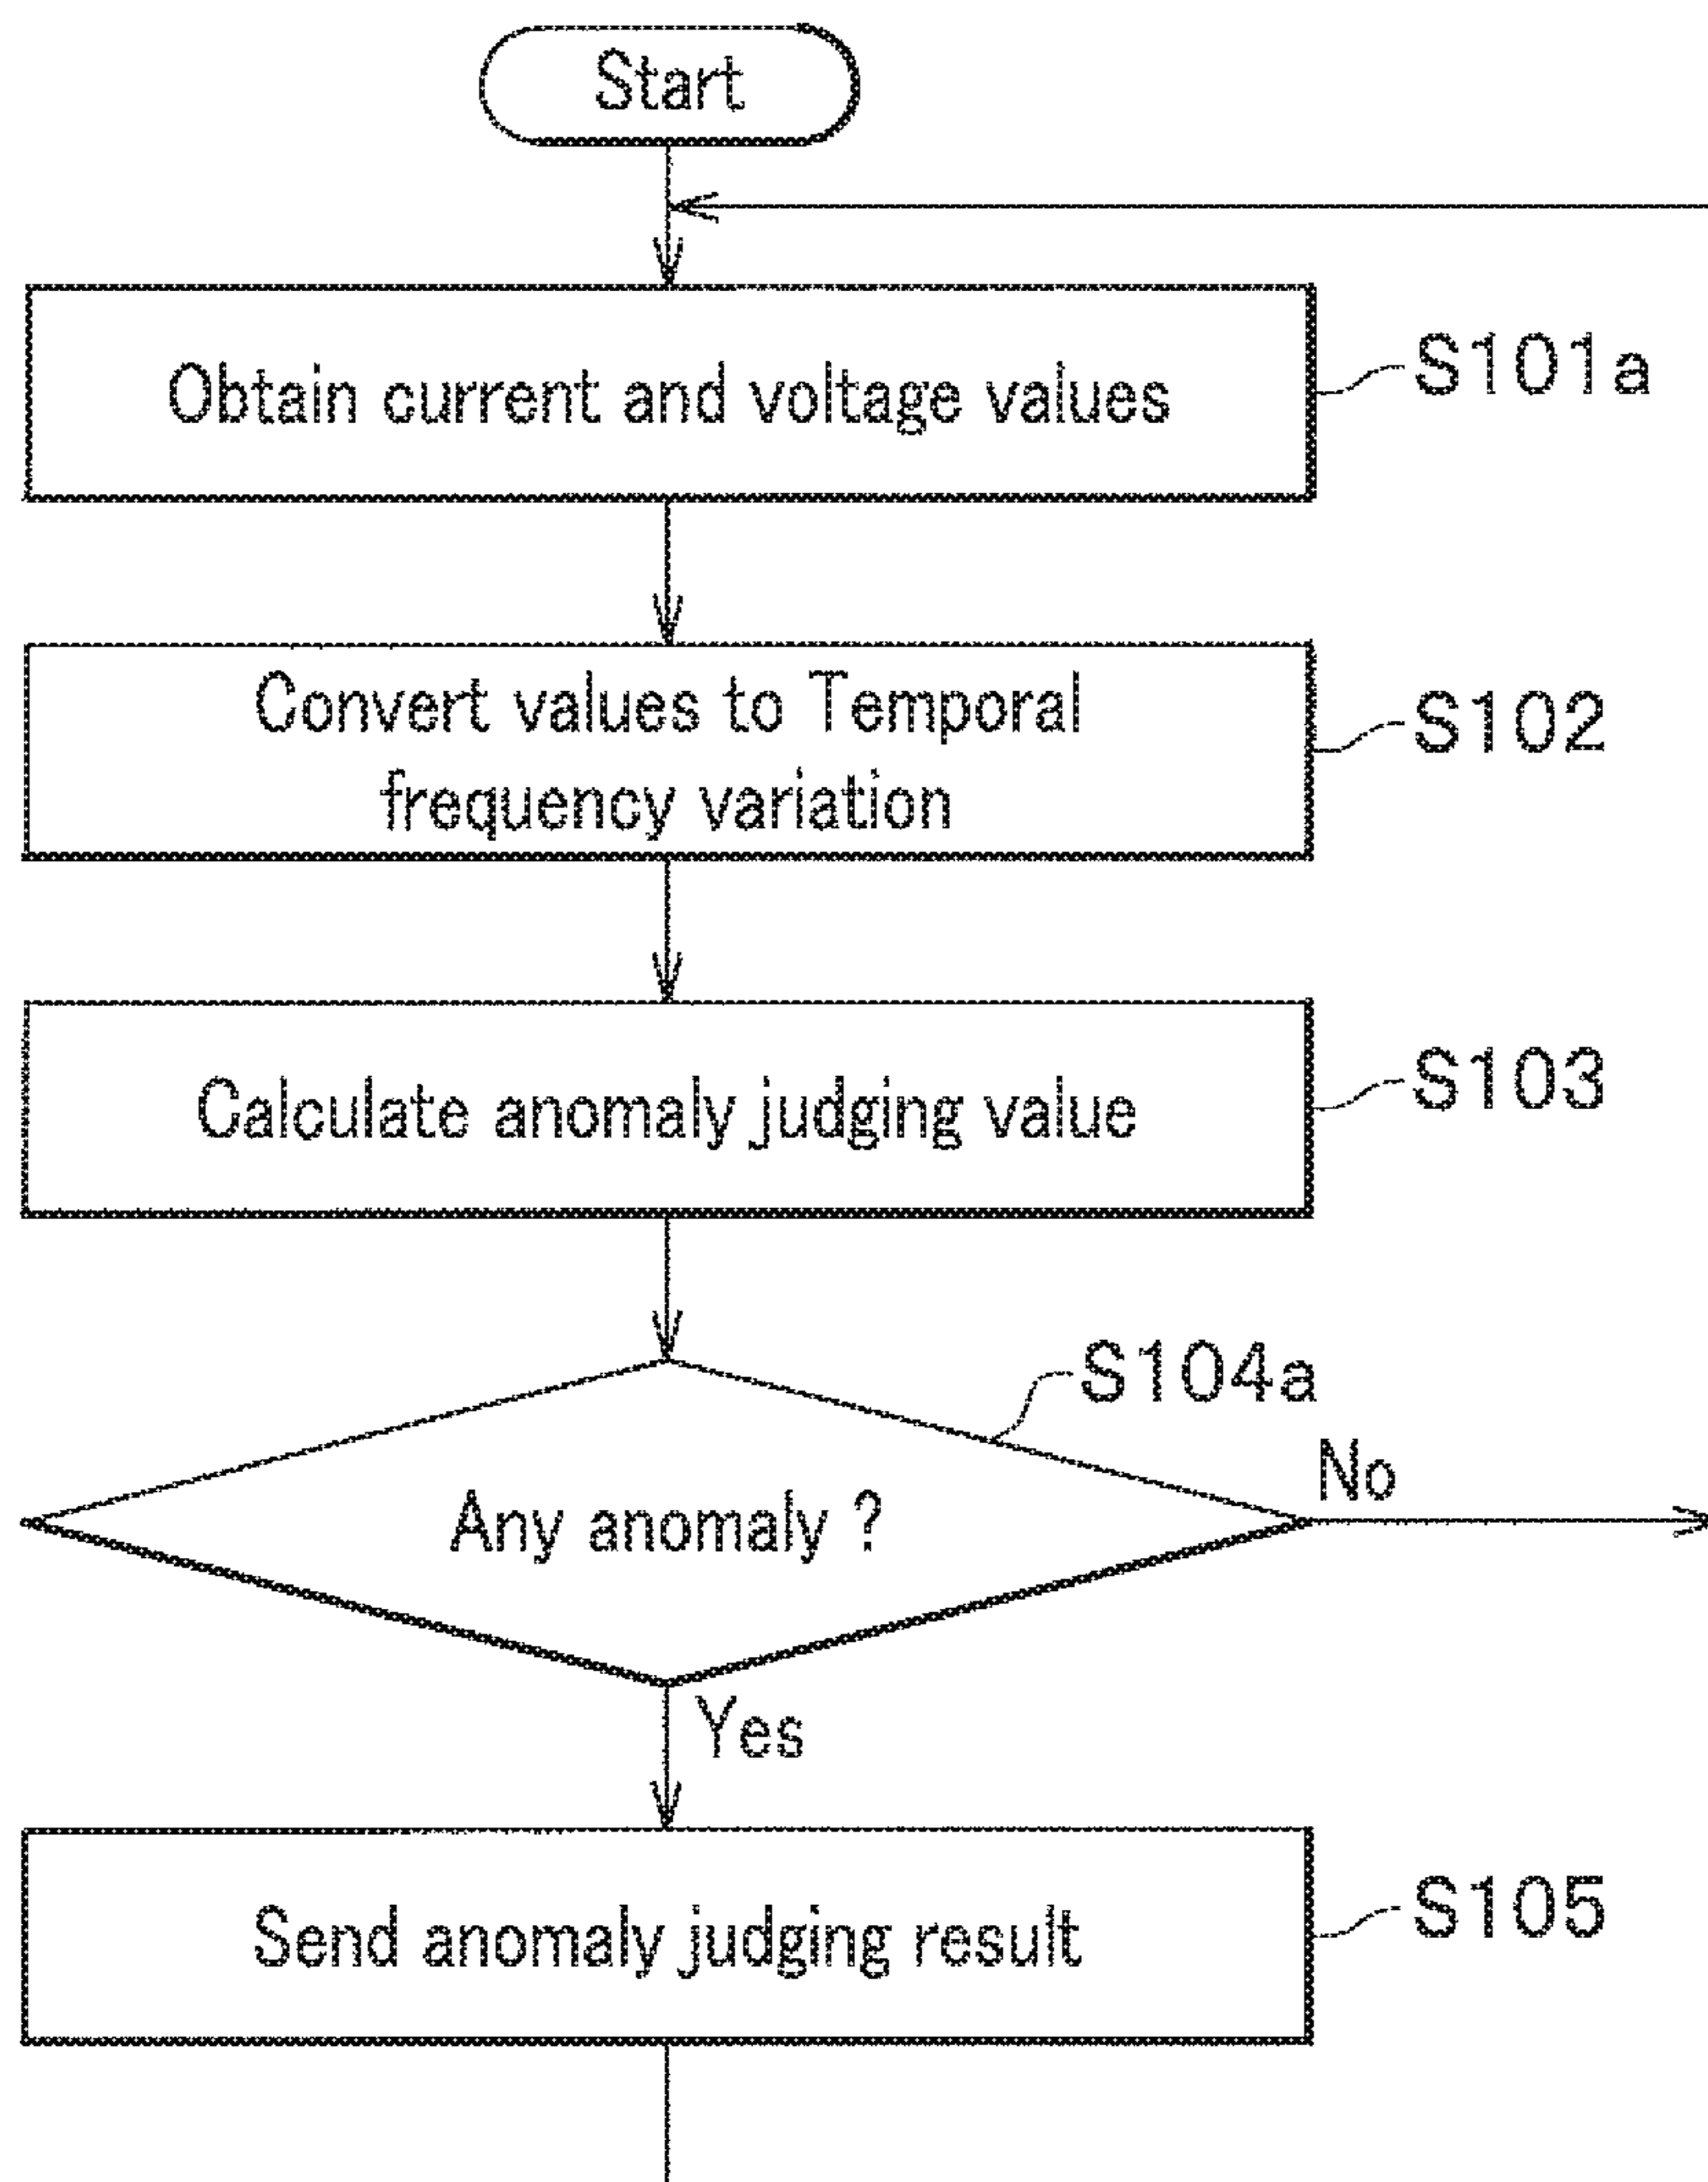 Start
Obtain current and voltage values
S101a
Convert values to Temporal
frequency variation
S102
Calculate anomaly judging value
S103
S104a
Any anomaly ?
No
Yes
Send anomaly judging result
S105